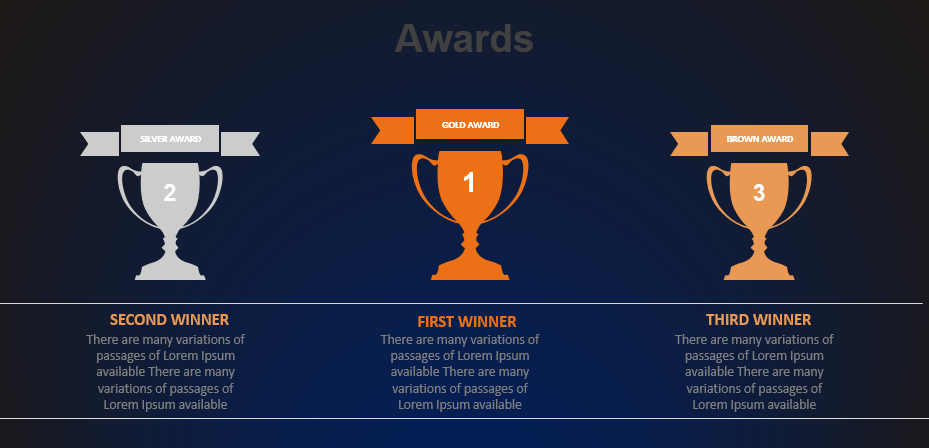 Awards
SILVER AWARD
GOLD AWARD
BROWN AWARD
2
1
3
SECOND WINNER
There are many variations of
passages of Lorem Ipsum
available There are many
variations of passages of
Lorem Ipsum available
FIRST WINNER
There are many variations of
passages of Lorem Ipsum
available There are many
variations of passages of
Lorem Ipsum available
THIRD WINNER
There are many variations of
passages of Lorem Ipsum
available There are many
variations of passages of
Lorem Ipsum available